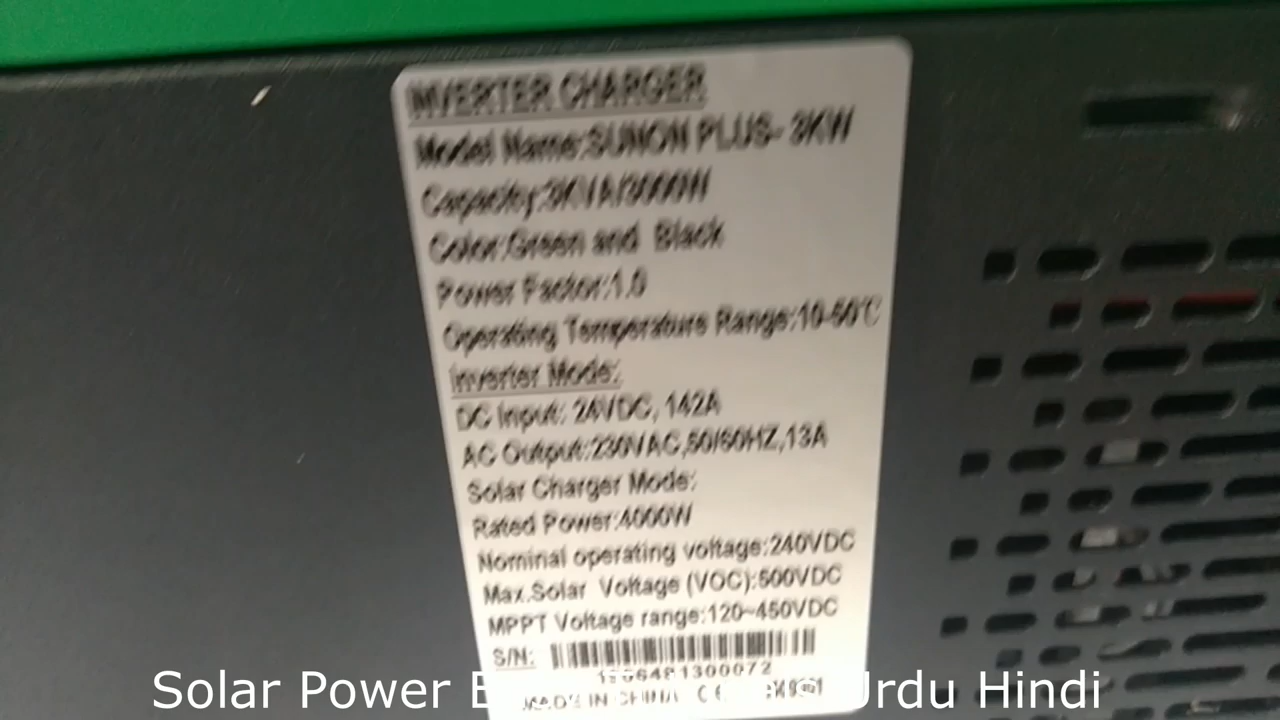 INVERTER CHARGER
Model Name:SUNON PLUS- 3KW
Capacity:3KVA/3000W
Color:Green and Black
Power Factor:1.0
Operating Temperature Range:10-50℃
Inverter Mode:
DC Input: 24VDC, 142A
AC Output:230VAC,50/60HZ,13A
Solar Charger Mode:
Rated Power:4000W
Nominal operating voltage:240VDC
Max.Solar Voltage (VOC):500VDC
MPPT Voltage range:120~450VDC
S/N:
MADE IN CHINA
Solar Power Urdu Hindi